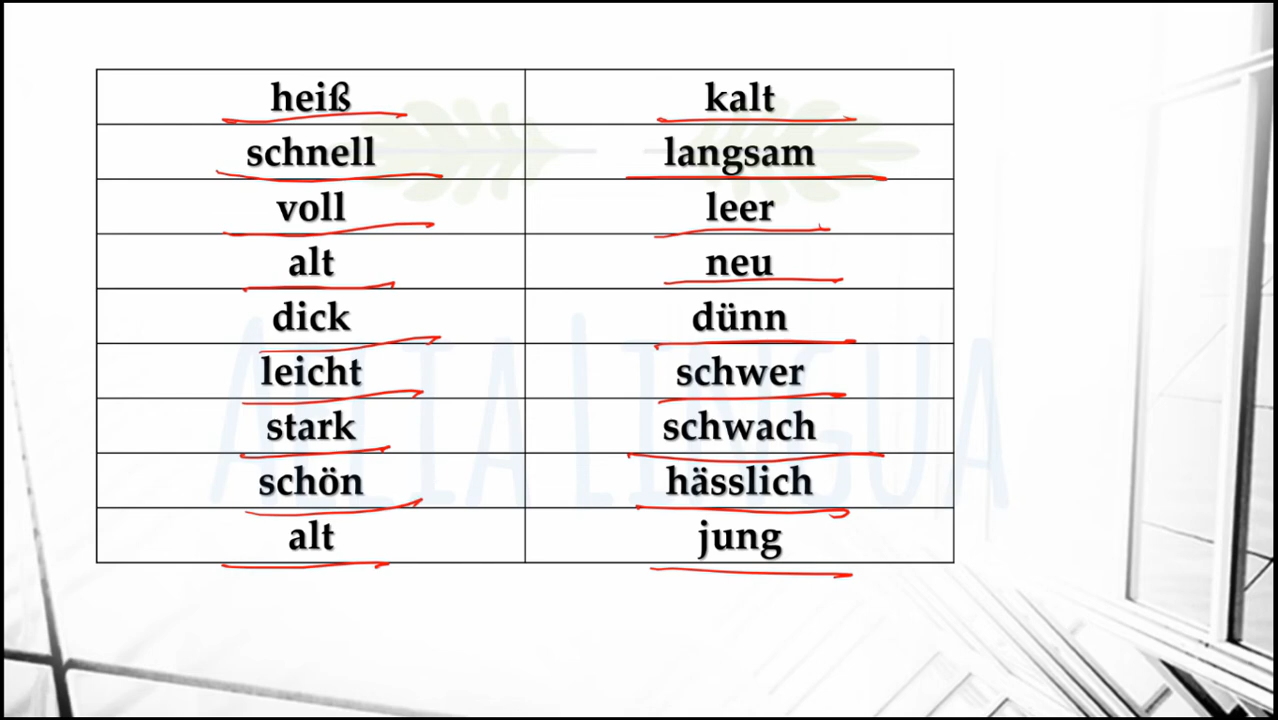 heiß kalt
schnell langsam
voll leer
alt neu
dick dünn
leicht schwer
stark schwach
schön hässlich
alt jung